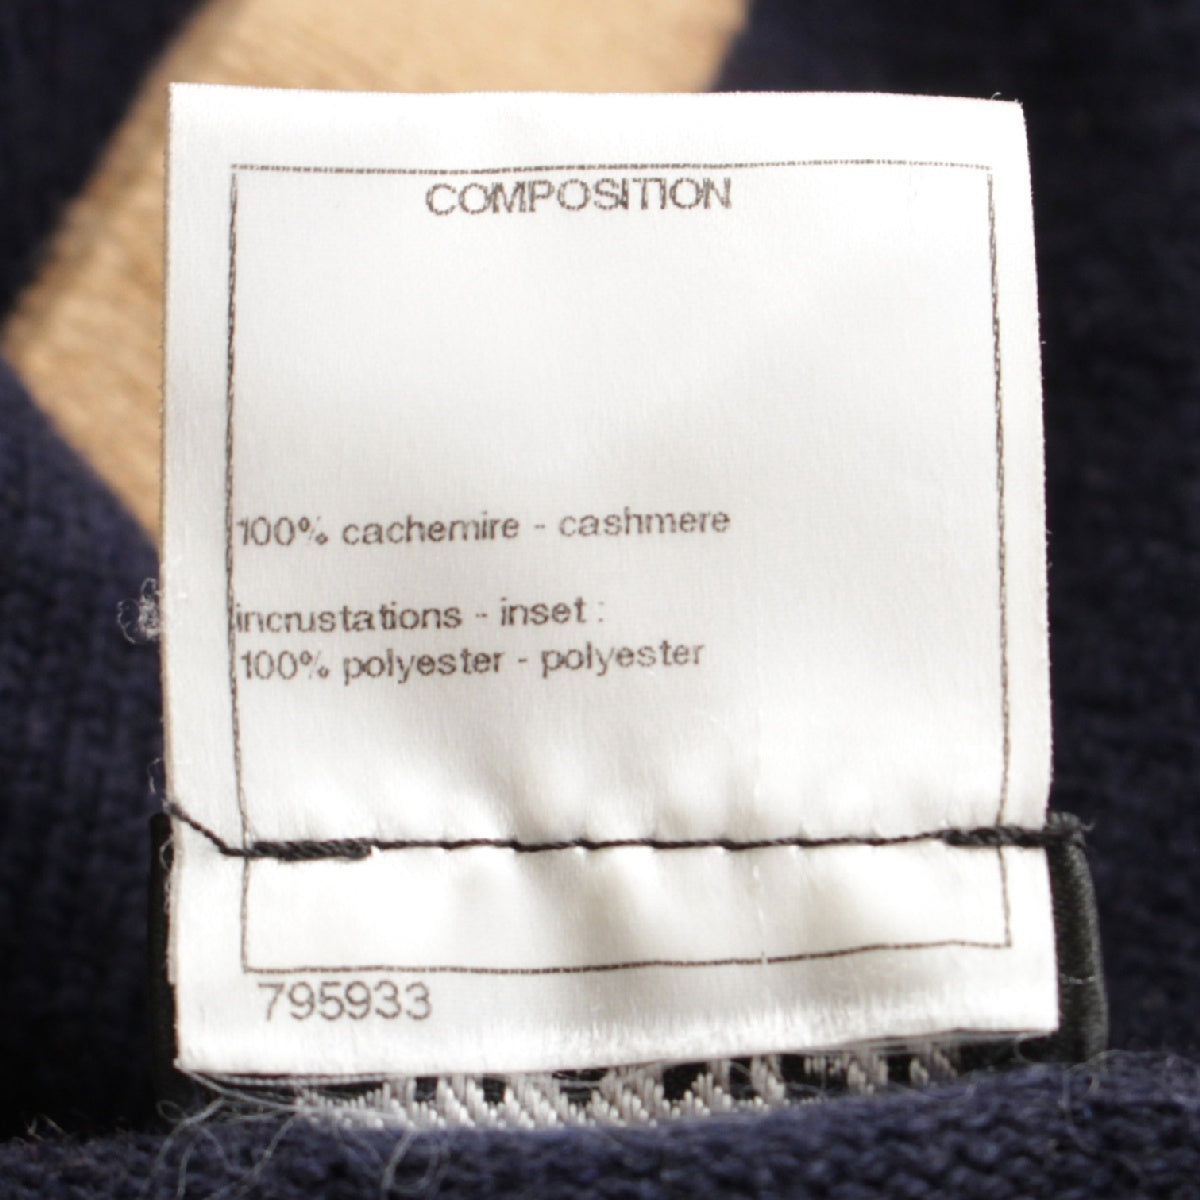 COMPOSITION
100% cachemire - cashmere
incrustations - inset :
100% polyester - polyester
795933